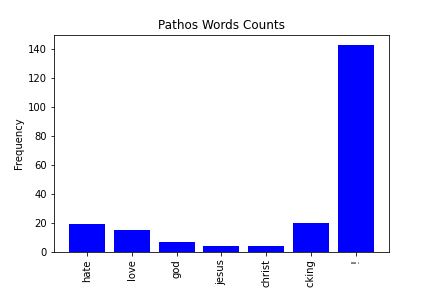 Pathos Words Counts
140
120
100
80
60
40
20
0
Frequency
hate
love
god
jesus
christ
cking
!